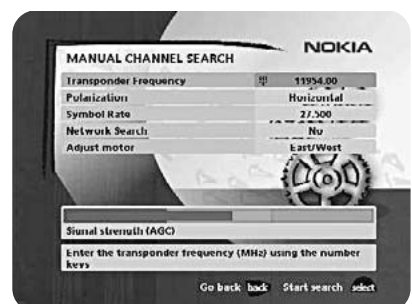 NOKIA
MANUAL CHANNEL SEARCH
Transponder Frequency 11954.00
Polarization Horizontal
Symbol Rate 27.500
Network Search No
Adjust motor East/West
Signal strength (AGC)
Enter the transponder frequency (MHz) using the number
keys
Go back back Start search select